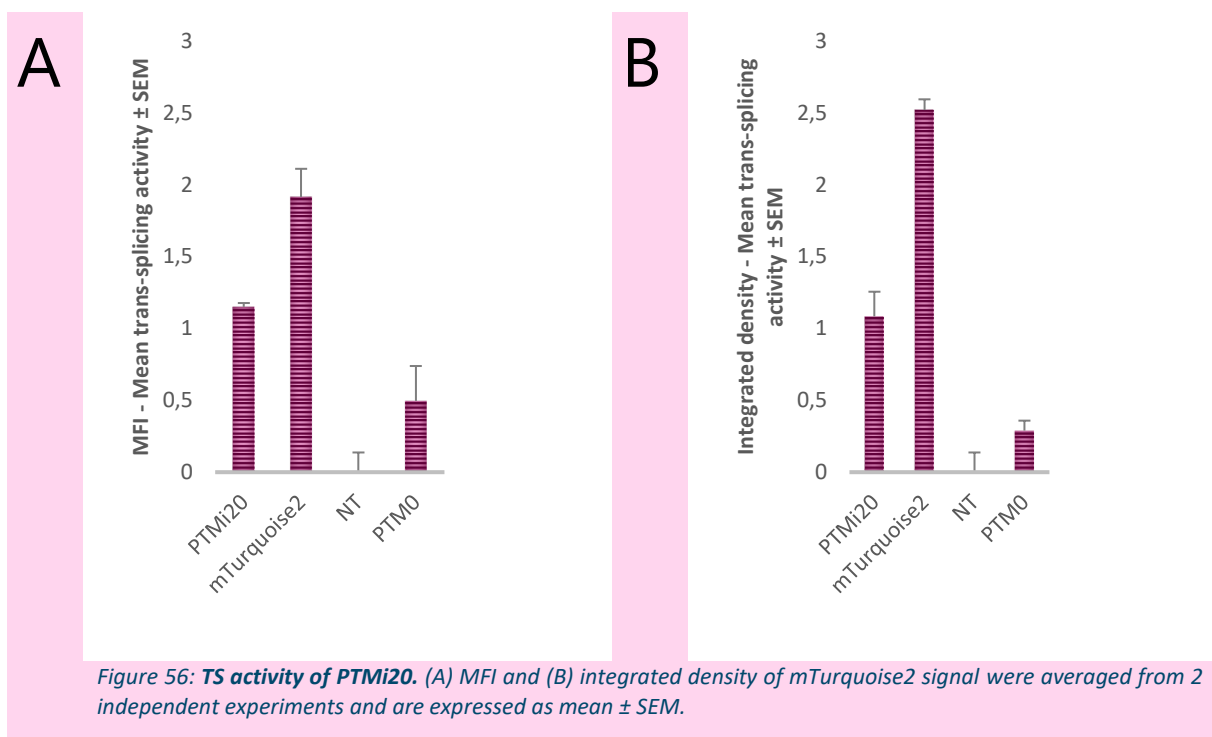 A
MFI - Mean trans-splicing activity ± SEM
3
2,5
2
1,5
1
0,5
0
PTMi20
mTurquoise2
NT
PTM0
B
Integrated density - Mean trans-splicing
activity ± SEM
3
2,5
2
1,5
1
0,5
0
PTMi20
mTurquoise2
NT
PTM0
Figure 56: TS activity of PTMi20. (A) MFI and (B) integrated density of mTurquoise2 signal were averaged from 2
independent experiments and are expressed as mean ± SEM.